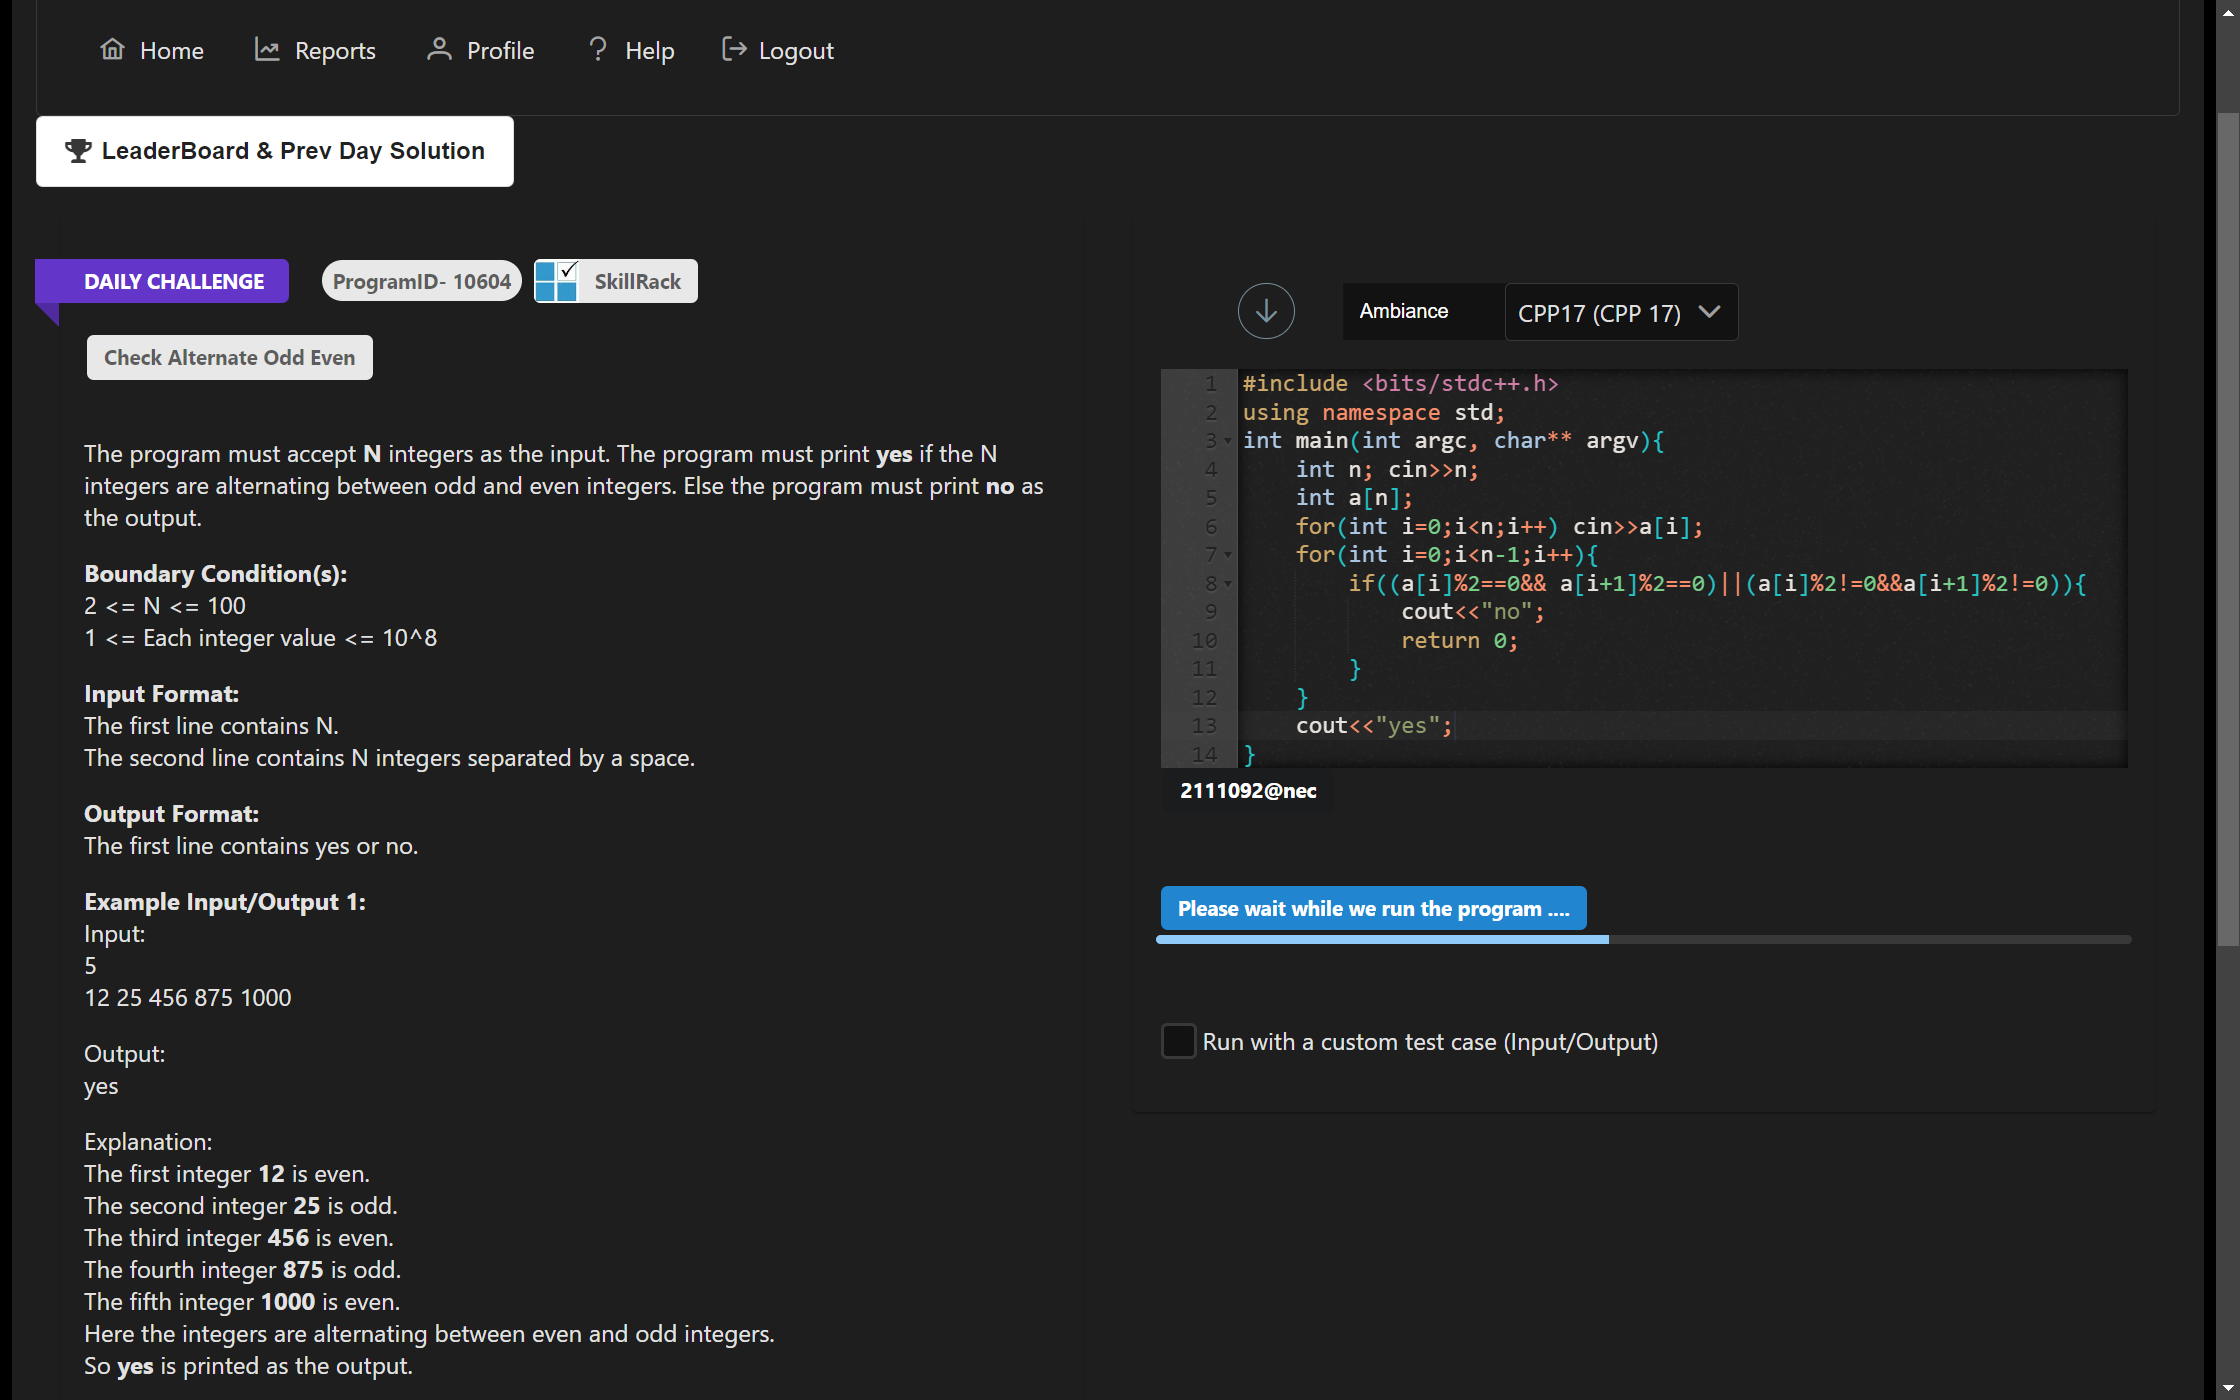 Home Reports Profile Help Logout
LeaderBoard & Prev Day Solution
DAILY CHALLENGE ProgramID- 10604 SkillRack
Check Alternate Odd Even
The program must accept N integers as the input. The program must print yes if the N
integers are alternating between odd and even integers. Else the program must print no as
the output.
Boundary Condition(s):
2 <= N <= 100
1 <= Each integer value <= 10^8
Input Format:
The first line contains N.
The second line contains N integers separated by a space.
Output Format:
The first line contains yes or no.
Example Input/Output 1:
Input:
5
12 25 456 875 1000
Output:
yes
Explanation:
The first integer 12 is even.
The second integer 25 is odd.
The third integer 456 is even.
The fourth integer 875 is odd.
The fifth integer 1000 is even.
Here the integers are alternating between even and odd integers.
So yes is printed as the output.
Ambiance CPP17 (CPP 17)
1 #include <bits/stdc++.h>
2 using namespace std;
3 int main(int argc, char** argv){
4     int n; cin>>n;
5     int a[n];
6     for(int i=0;i<n;i++) cin>>a[i];
7     for(int i=0;i<n-1;i++){
8         if((a[i]%2==0&& a[i+1]%2==0)||(a[i]%2!=0&&a[i+1]%2!=0)){
9             cout<<"no";
10             return 0;
11         }
12     }
13     cout<<"yes";
14 }
2111092@nec
Please wait while we run the program ....
Run with a custom test case (Input/Output)